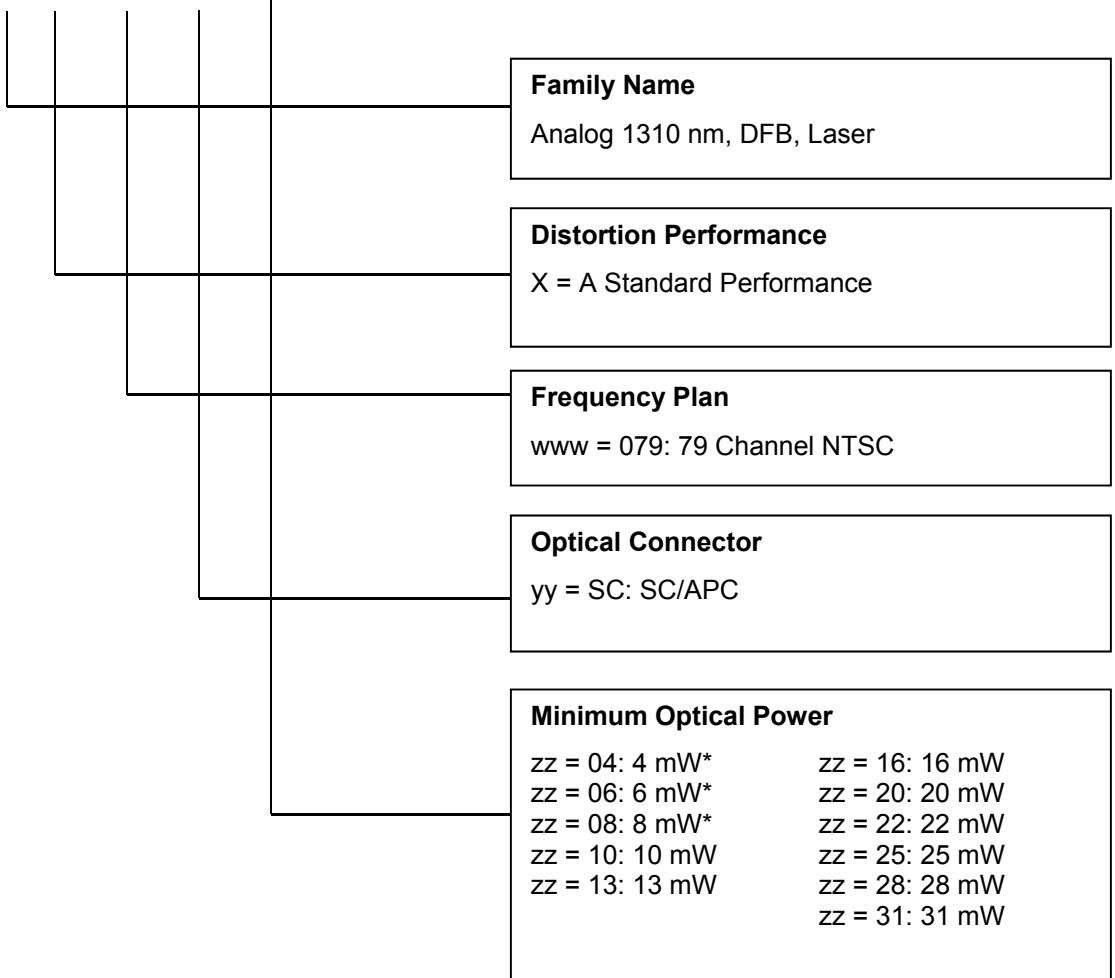 Family Name
Analog 1310 nm, DFB, Laser
Distortion Performance
X = A Standard Performance
Frequency Plan
www = 079: 79 Channel NTSC
Optical Connector
yy = SC: SC/APC
Minimum Optical Power
zz = 04: 4 mW*
zz = 06: 6 mW*
zz = 08: 8 mW*
zz = 10: 10 mW
zz = 13: 13 mW
zz = 16: 16 mW
zz = 20: 20 mW
zz = 22: 22 mW
zz = 25: 25 mW
zz = 28: 28 mW
zz = 31: 31 mW